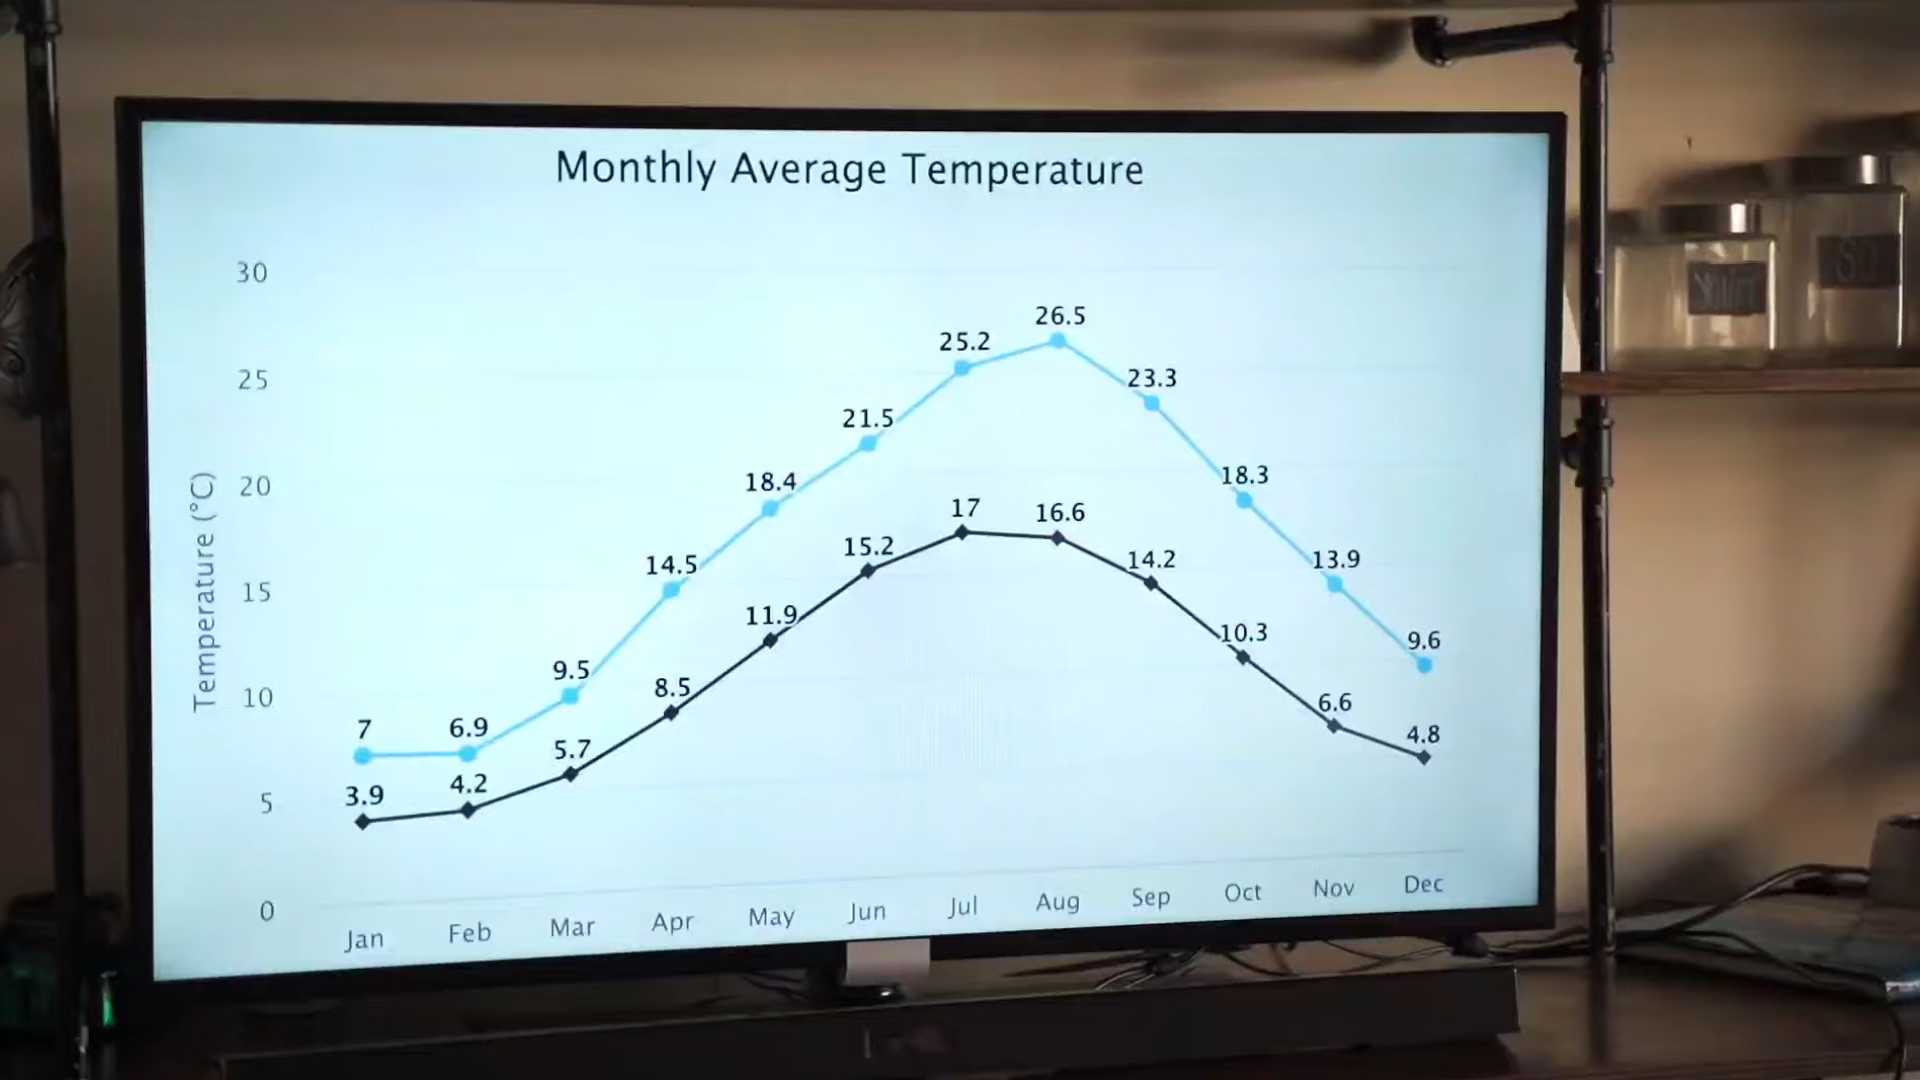 Monthly Average Temperature
Temperature (°C)
30
25
20
15
10
5
0
7 6.9 9.5 14.5 18.4 21.5 25.2 26.5 23.3 18.3 13.9 9.6
3.9 4.2 5.7 8.5 11.9 15.2 17 16.6 14.2 10.3 6.6 4.8
Jan Feb Mar Apr May Jun Jul Aug Sep Oct Nov Dec